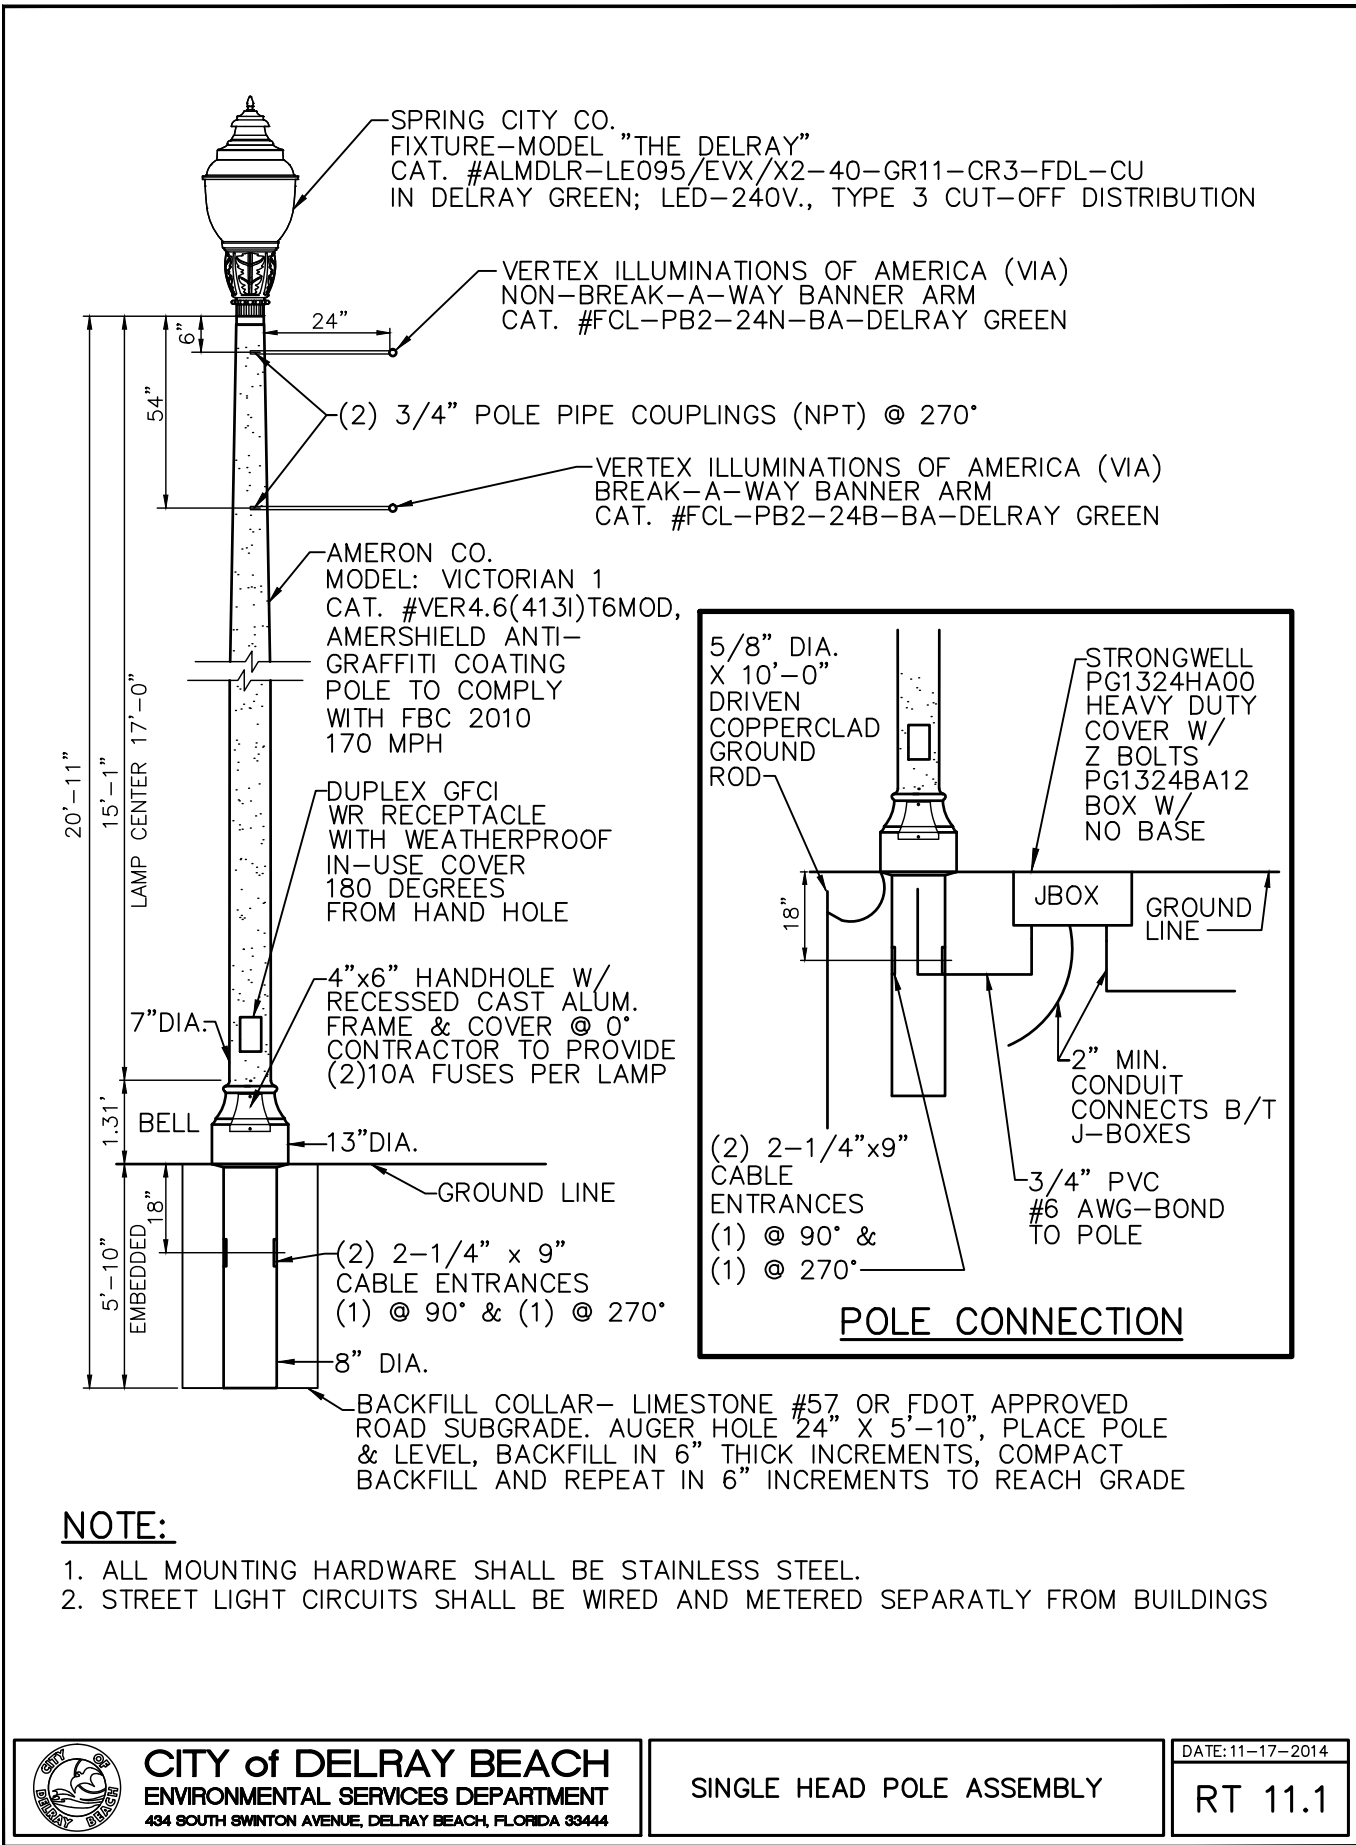 SPRING CITY CO.
FIXTURE-MODEL "THE DELRAY"
CAT. #ALMDLR-LE095/EVX/X2-40-GR11-CR3-FDL-CU
IN DELRAY GREEN; LED-240V., TYPE 3 CUT-OFF DISTRIBUTION
VERTEX ILLUMINATIONS OF AMERICA (VIA)
NON-BREAK-A-WAY BANNER ARM
CAT. #FCL-PB2-24N-BA-DELRAY GREEN
24"
6"
54"
(2) 3/4" POLE PIPE COUPLINGS (NPT) @ 270°
VERTEX ILLUMINATIONS OF AMERICA (VIA)
BREAK-A-WAY BANNER ARM
CAT. #FCL-PB2-24B-BA-DELRAY GREEN
AMERON CO.
MODEL: VICTORIAN 1
CAT. #VER4.6(413I)T6MOD,
AMERSHIELD ANTI-
GRAFFITI COATING
POLE TO COMPLY
WITH FBC 2010
170 MPH
20'-11"
15'-1"
LAMP CENTER 17'-0"
DUPLEX GFCI
WR RECEPTACLE
WITH WEATHERPROOF
IN-USE COVER
180 DEGREES
FROM HAND HOLE
4"x6" HANDHOLE W/
RECESSED CAST ALUM.
FRAME & COVER @ 0°
CONTRACTOR TO PROVIDE
(2)10A FUSES PER LAMP
7"DIA.
1.31'
BELL
13"DIA.
GROUND LINE
18"
5'-10"
EMBEDDED
(2) 2-1/4" x 9"
CABLE ENTRANCES
(1) @ 90° & (1) @ 270°
8" DIA.
BACKFILL COLLAR- LIMESTONE #57 OR FDOT APPROVED
ROAD SUBGRADE. AUGER HOLE 24" X 5'-10", PLACE POLE
& LEVEL, BACKFILL IN 6" THICK INCREMENTS, COMPACT
BACKFILL AND REPEAT IN 6" INCREMENTS TO REACH GRADE
5/8" DIA.
X 10'-0"
DRIVEN
COPPERCLAD
GROUND
ROD
STRONGWELL
PG1324HA00
HEAVY DUTY
COVER W/
Z BOLTS
PG1324BA12
BOX W/
NO BASE
JBOX
18"
GROUND
LINE
2" MIN.
CONDUIT
CONNECTS B/T
J-BOXES
(2) 2-1/4"x9"
CABLE
ENTRANCES
(1) @ 90° &
(1) @ 270°
3/4" PVC
#6 AWG-BOND
TO POLE
POLE CONNECTION
NOTE:
1. ALL MOUNTING HARDWARE SHALL BE STAINLESS STEEL.
2. STREET LIGHT CIRCUITS SHALL BE WIRED AND METERED SEPARATLY FROM BUILDINGS
CITY OF DELRAY BEACH
CITY of DELRAY BEACH
ENVIRONMENTAL SERVICES DEPARTMENT
434 SOUTH SWINTON AVENUE, DELRAY BEACH, FLORIDA 33444
SINGLE HEAD POLE ASSEMBLY
DATE:11-17-2014
RT 11.1